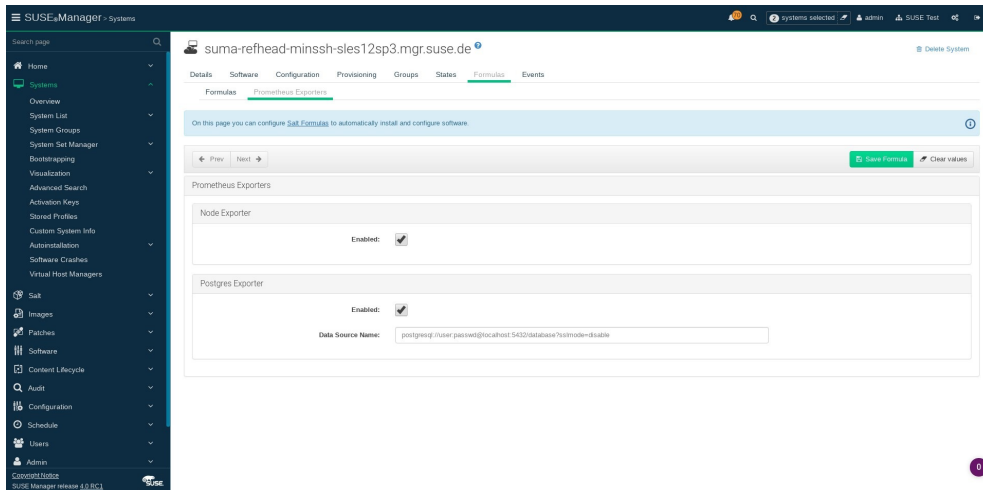 SUSE Manager > Systems
2 systems selected
admin
SUSE Test
Search page
suma-refhead-minssh-sles12sp3.mgr.suse.de
Delete System
Home
Systems
Overview
System List
System Groups
System Set Manager
Bootstrapping
Visualization
Advanced Search
Activation Keys
Stored Profiles
Custom System Info
Autoinstallation
Software Crashes
Virtual Host Managers
Salt
Images
Patches
Software
Content Lifecycle
Audit
Configuration
Schedule
Users
Admin
Copyright Notice
SUSE Manager release 4.0 RC1
SUSE.
Details Software Configuration Provisioning Groups States Formulas Events
Formulas Prometheus Exporters
On this page you can configure Salt Formulas to automatically install and configure software.
Prev Next
Save Formula Clear values
Prometheus Exporters
Node Exporter
Enabled:
Postgres Exporter
Enabled:
Data Source Name: postgresql://user:passwd@localhost:5432/database?sslmode=disable
0